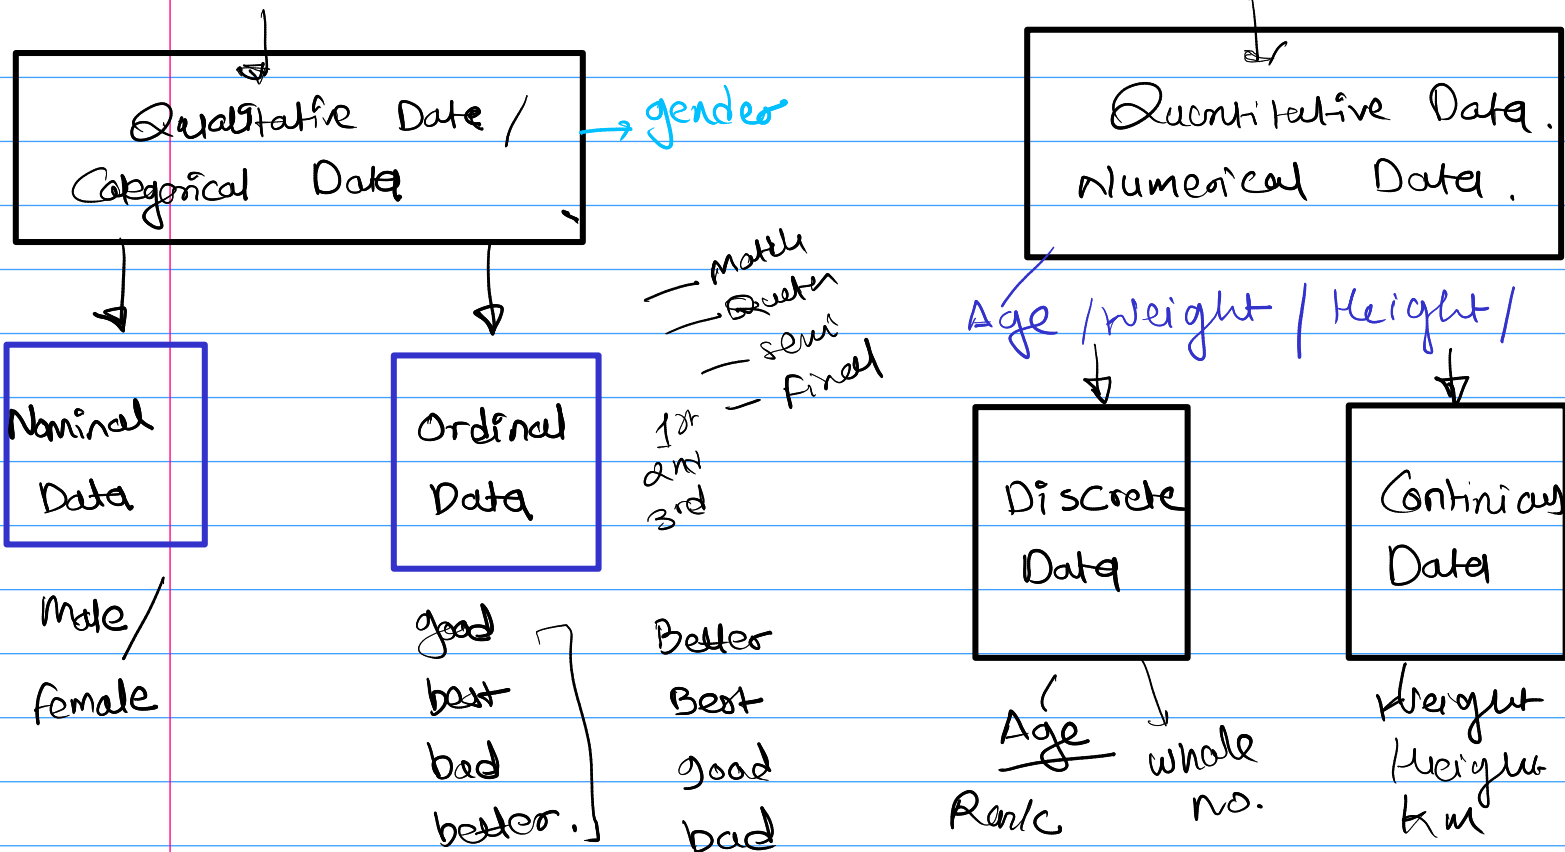 Qualitative Date /
Categorical Data
gender
Nominal
Data
Male /
female
Ordinal
Data
Match
semi
Final
1st
2nd
3rd
good
best
bad
better.
Better
Best
good
bad
Quantitative Data.
Numerical Data.
Age / Weight / Height /
Discrete
Data
Age
Rank
whole
no.
Continious
Data
Weight
Height
km